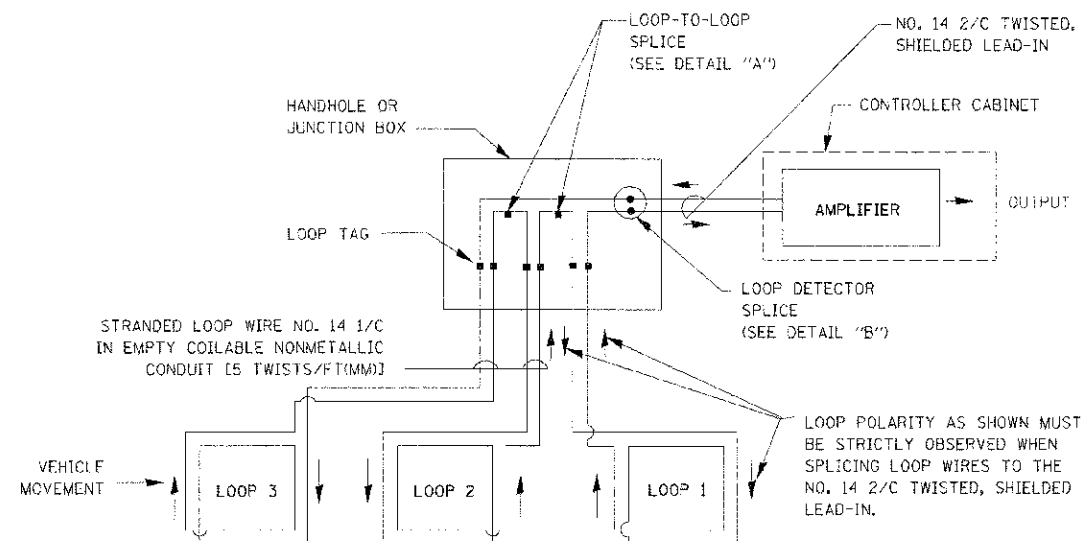 LOOP-TO-LOOP
SPLICE
(SEE DETAIL "A")
NO. 14 2/C TWISTED,
SHIELDED LEAD-IN
HANDHOLE OR
JUNCTION BOX
CONTROLLER CABINET
AMPLIFIER
OUTPUT
LOOP TAG
LOOP DETECTOR
SPLICE
(SEE DETAIL "B")
STRANDED LOOP WIRE NO. 14 1/C
IN EMPTY COILABLE NONMETALLIC
CONDUIT [5 TWISTS/FT(MM)]
LOOP POLARITY AS SHOWN MUST
BE STRICTLY OBSERVED WHEN
SPLICING LOOP WIRES TO THE
NO. 14 2/C TWISTED, SHIELDED
LEAD-IN.
VEHICLE
MOVEMENT
LOOP 3
LOOP 2
LOOP 1